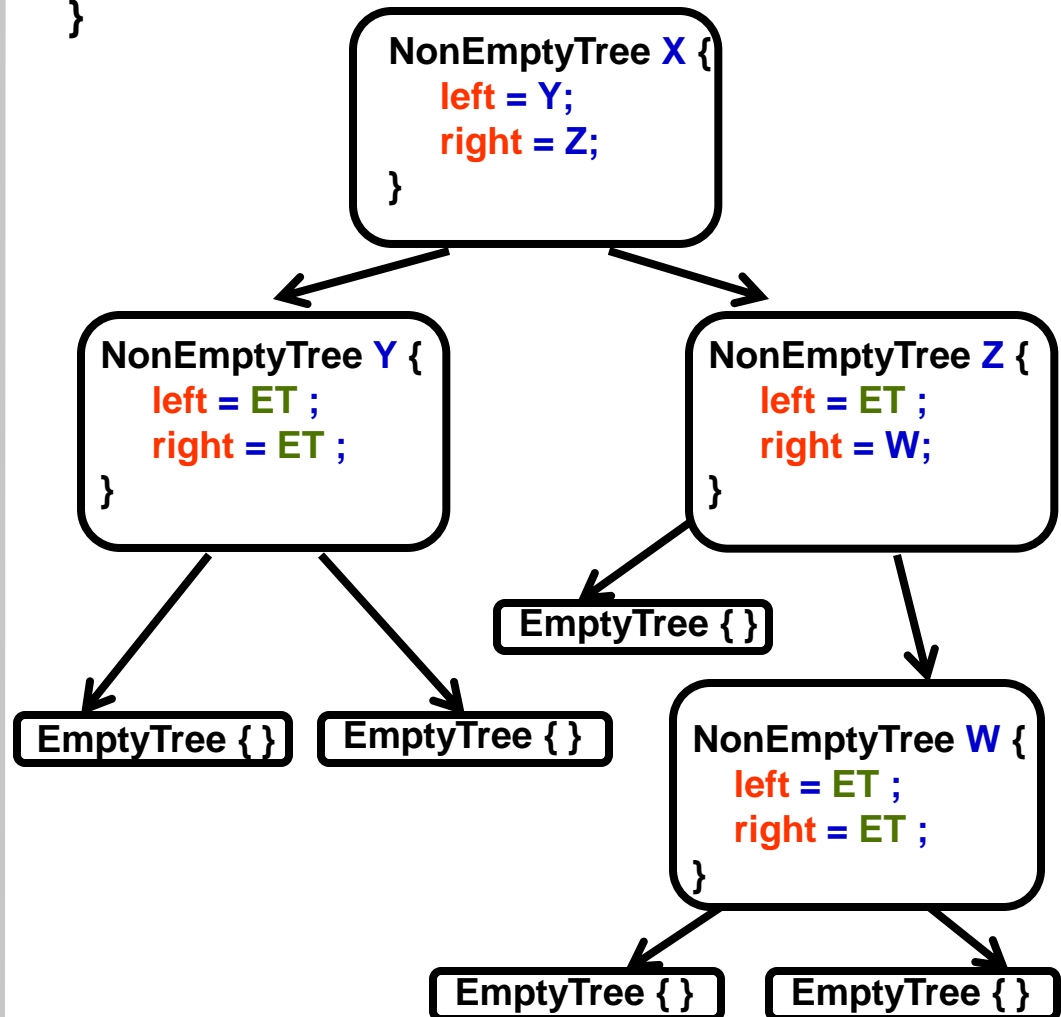 }
NonEmptyTree X {
left = Y;
right = Z;
}
NonEmptyTree Y {
left = ET ;
right = ET ;
}
NonEmptyTree Z {
left = ET ;
right = W;
}
EmptyTree { }
EmptyTree { }
EmptyTree { }
NonEmptyTree W {
left = ET ;
right = ET ;
}
EmptyTree { }
EmptyTree { }